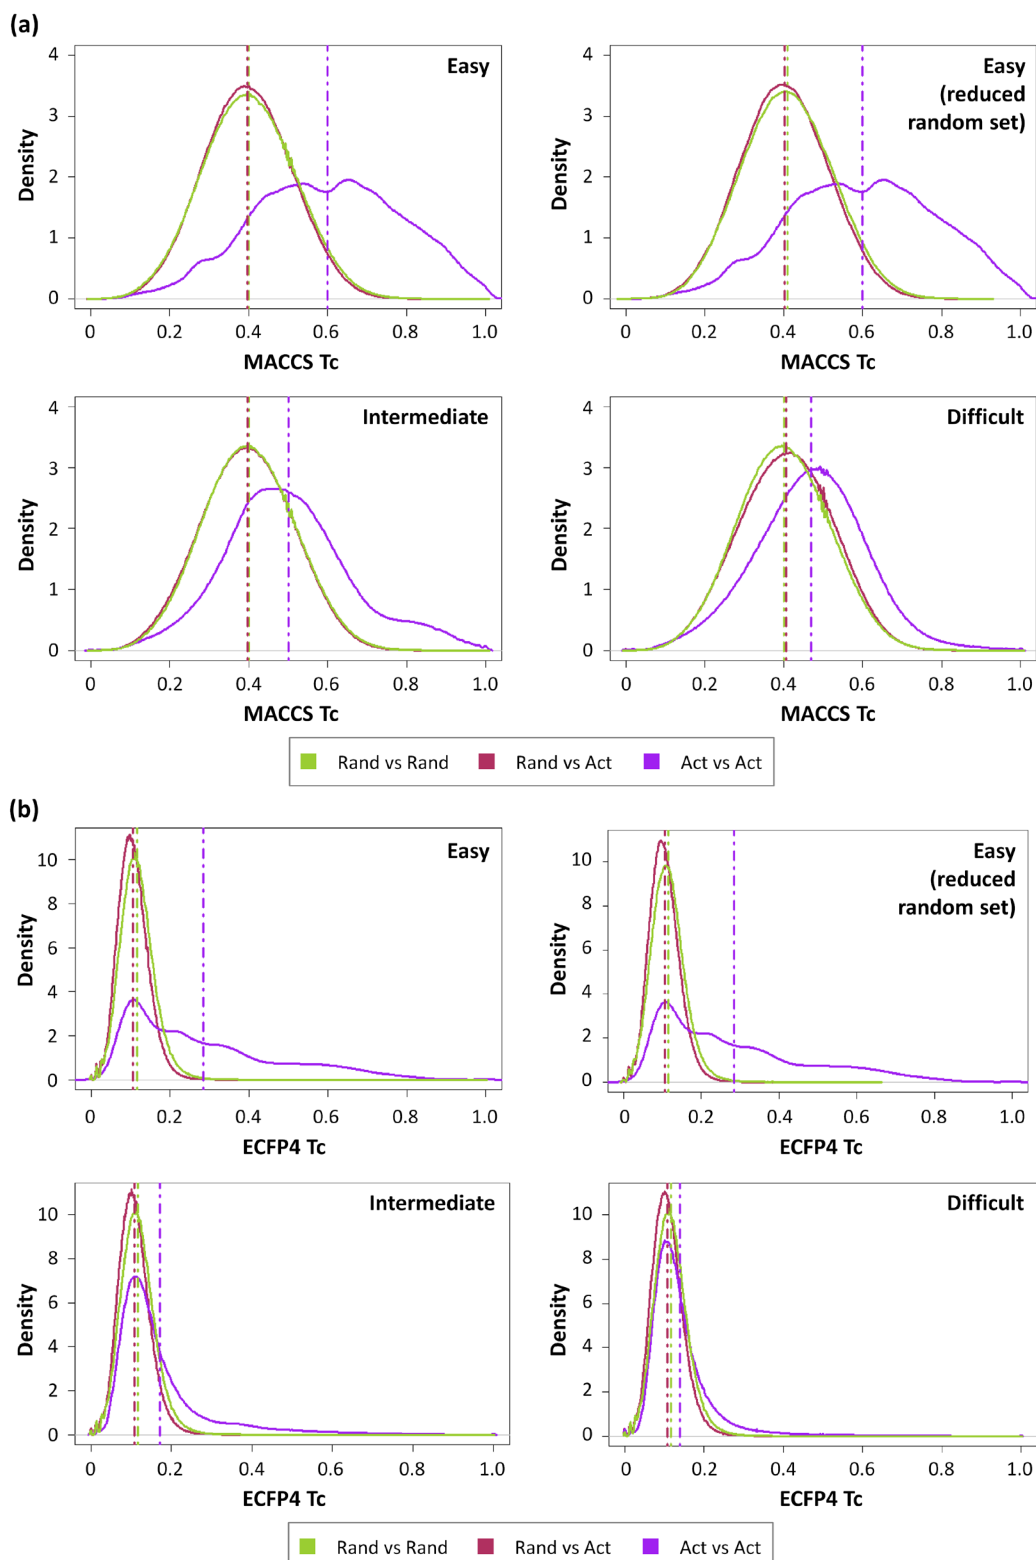 (a)
4
3
2
1
0
Density
Easy
0 0.2 0.4 0.6 0.8 1.0
MACCS Tc
4
3
2
1
0
Density
Easy
(reduced
random set)
0 0.2 0.4 0.6 0.8 1.0
MACCS Tc
4
3
2
1
0
Density
Intermediate
0 0.2 0.4 0.6 0.8 1.0
MACCS Tc
4
3
2
1
0
Density
Difficult
0 0.2 0.4 0.6 0.8 1.0
MACCS Tc
Rand vs Rand Rand vs Act Act vs Act
(b)
10
8
6
4
2
0
Density
Easy
0 0.2 0.4 0.6 0.8 1.0
ECFP4 Tc
10
8
6
4
2
0
Density
Easy
(reduced
random set)
0 0.2 0.4 0.6 0.8 1.0
ECFP4 Tc
10
8
6
4
2
0
Density
Intermediate
0 0.2 0.4 0.6 0.8 1.0
ECFP4 Tc
10
8
6
4
2
0
Density
Difficult
0 0.2 0.4 0.6 0.8 1.0
ECFP4 Tc
Rand vs Rand Rand vs Act Act vs Act